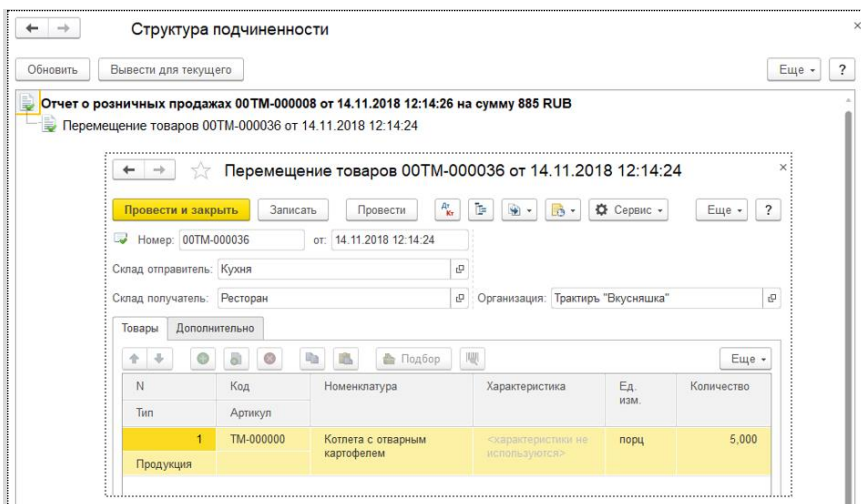 Структура подчиненности
Обновить Вывести для текущего Еще ?
Отчет о розничных продажах 00ТМ-000008 от 14.11.2018 12:14:26 на сумму 885 RUB
Перемещение товаров 00ТМ-000036 от 14.11.2018 12:14:24
Перемещение товаров 00ТМ-000036 от 14.11.2018 12:14:24
Провести и закрыть Записать Провести Дт Кт Сервис Еще ?
Номер: 00ТМ-000036 от: 14.11.2018 12:14:24
Склад отправитель: Кухня
Склад получатель: Ресторан Организация: Трактиръ "Вкусняшка"
Товары Дополнительно
Подбор Еще
N Код Номенклатура Характеристика Ед. изм. Количество
Тип Артикул
1 ТМ-000000 Котлета с отварным картофелем <характеристики не используются> порц 5,000
Продукция